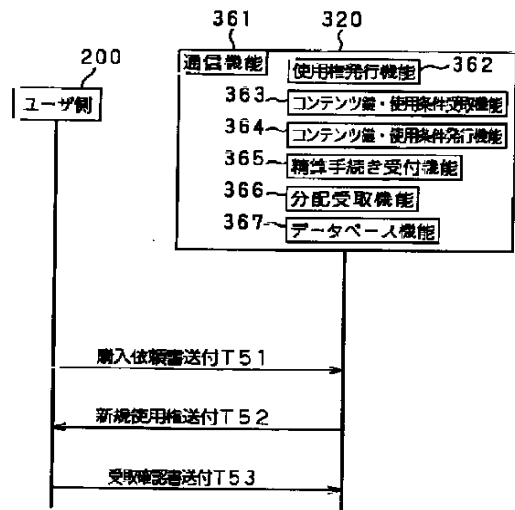 361
320
通信機能
使用権発行機能
362
200
ユーザ側
363
コンテンツ鍵・使用条件受取機能
364
コンテンツ鍵・使用条件発行機能
365
精算手続き受付機能
366
分配受取機能
367
データベース機能
購入依頼書送付T51
新規使用権送付T52
受取確認書送付T53